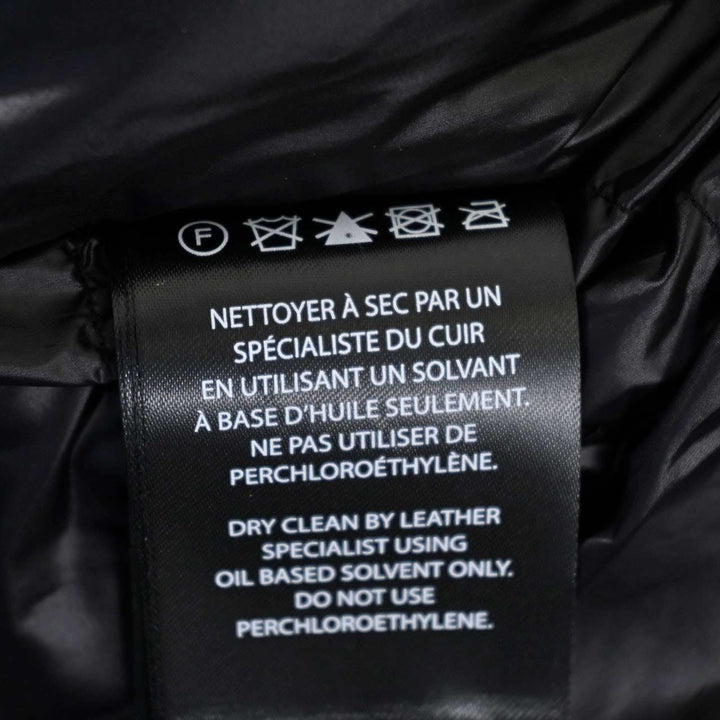 F
NETTOYER À SEC PAR UN
SPÉCIALISTE DU CUIR
EN UTILISANT UN SOLVANT
À BASE D'HUILE SEULEMENT.
NE PAS UTILISER DE
PERCHLOROÉTHYLÈNE.
DRY CLEAN BY LEATHER
SPECIALIST USING
OIL BASED SOLVENT ONLY.
DO NOT USE
PERCHLOROETHYLENE.